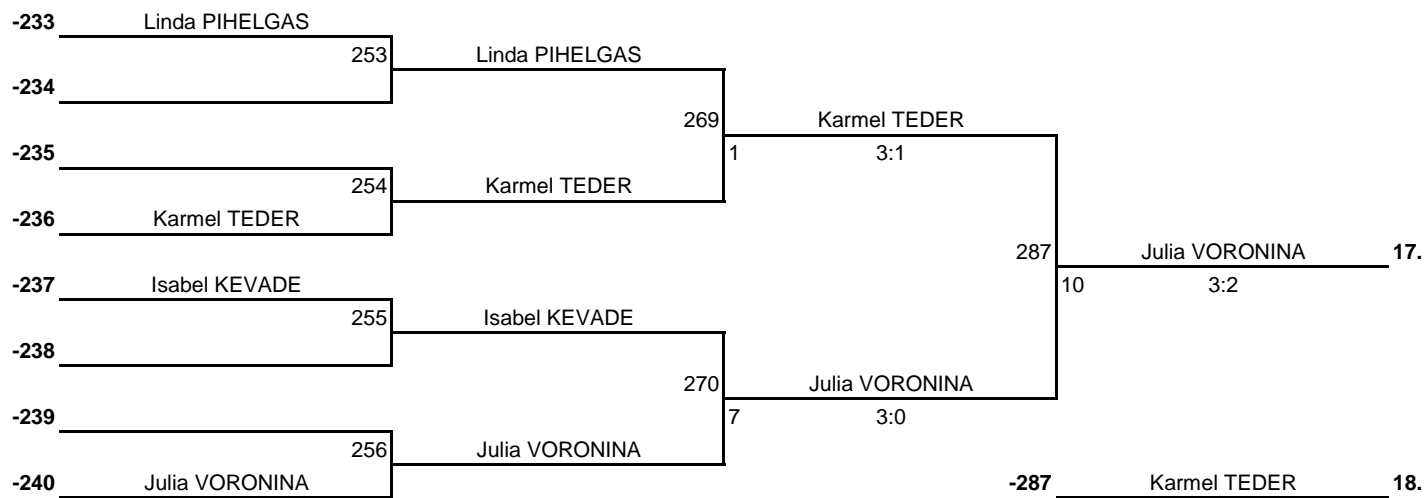 -233 Linda PIHELGAS
253 Linda PIHELGAS
-234
269 Karmel TEDER
-235 1 3:1
254 Karmel TEDER
-236 Karmel TEDER
287 Julia VORONINA 17.
-237 Isabel KEVADE 10 3:2
255 Isabel KEVADE
-238
270 Julia VORONINA
-239 7 3:0
256 Julia VORONINA
-240 Julia VORONINA -287 Karmel TEDER 18.